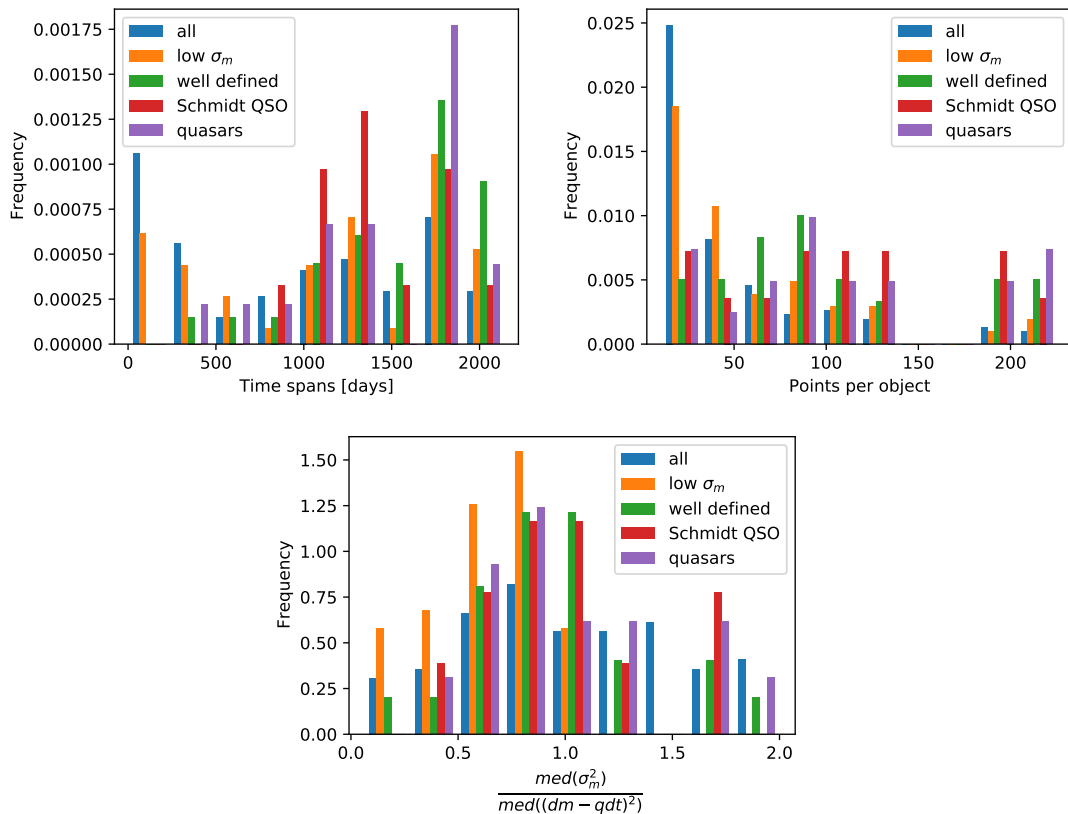 all
low σ_m
well defined
Schmidt QSO
quasars
Frequency
0.00175
0.00150
0.00125
0.00100
0.00075
0.00050
0.00025
0.00000
0 500 1000 1500 2000
Time spans [days]
all
low σ_m
well defined
Schmidt QSO
quasars
Frequency
0.025
0.020
0.015
0.010
0.005
0.000
50 100 150 200
Points per object
all
low σ_m
well defined
Schmidt QSO
quasars
Frequency
1.50
1.25
1.00
0.75
0.50
0.25
0.00
0.0 0.5 1.0 1.5 2.0
med(σ_m^2)
med((dm − qdt)^2)